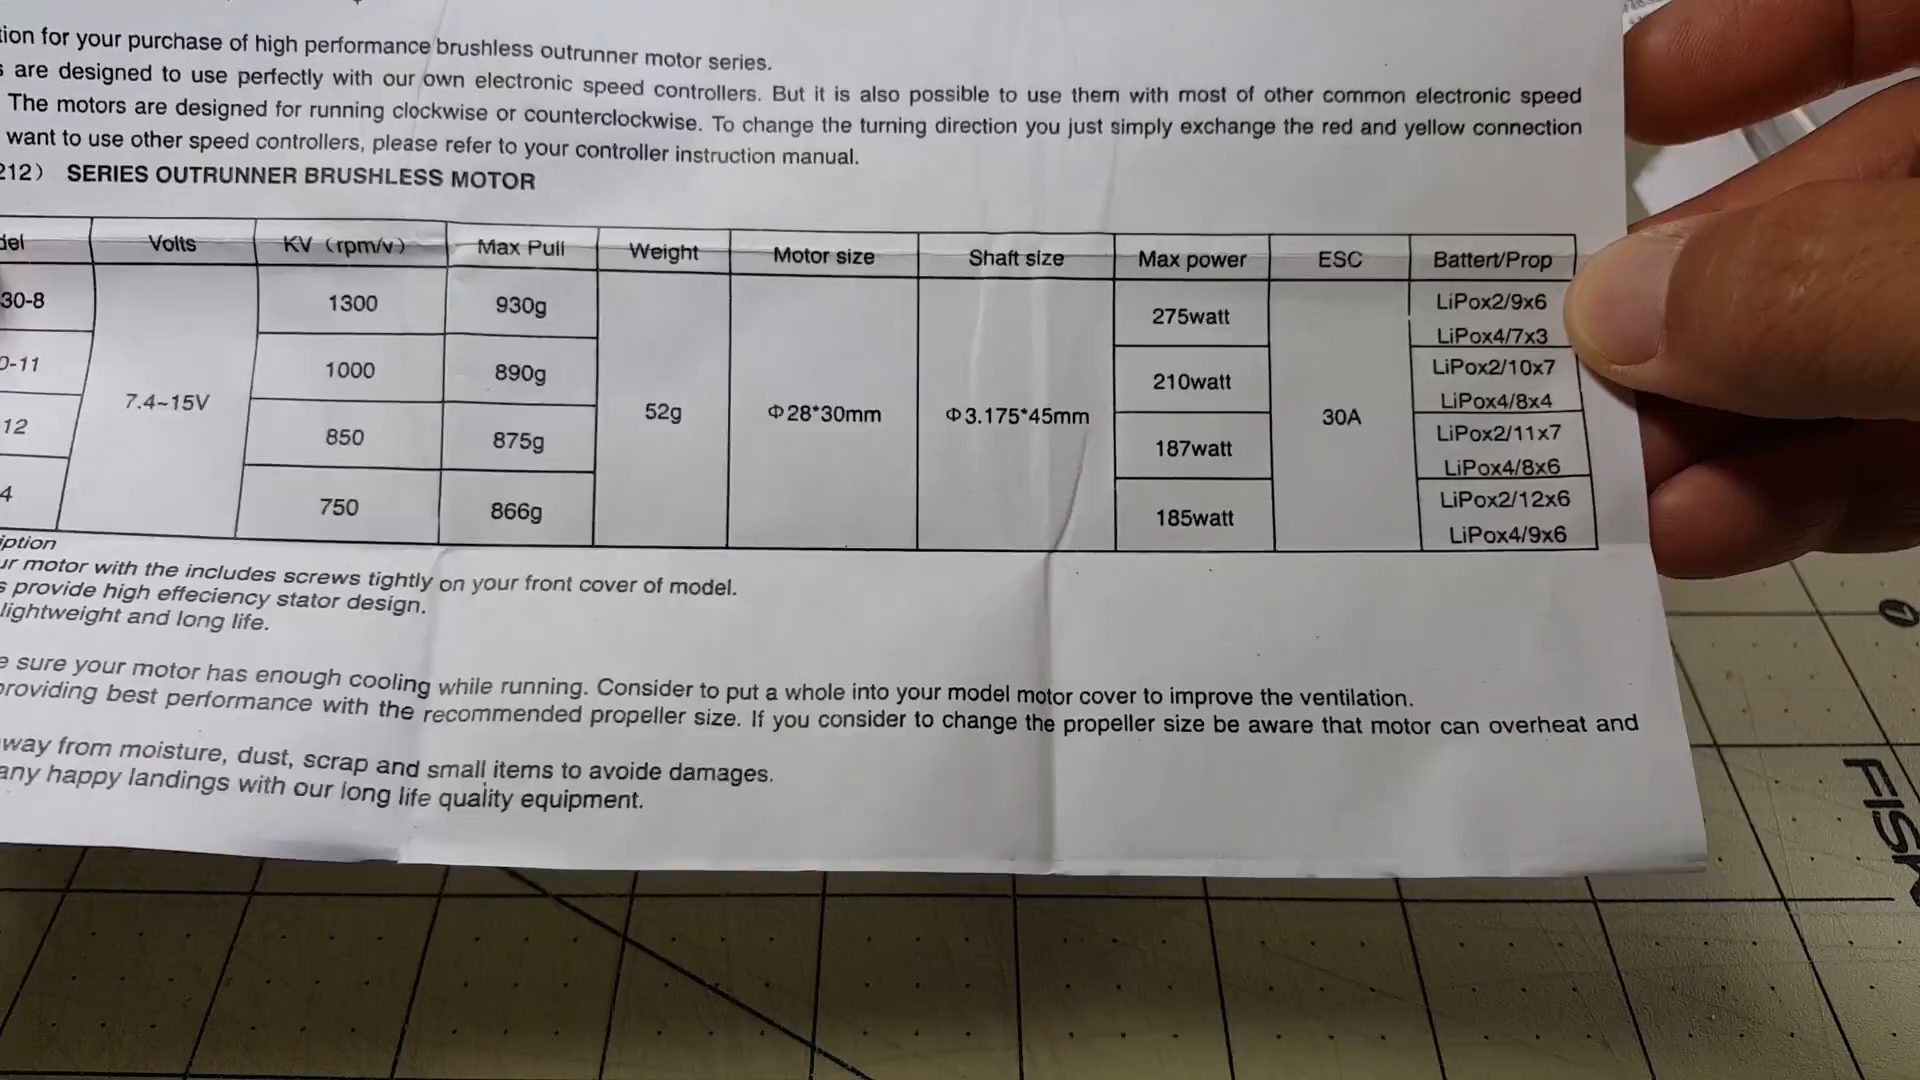 tion for your purchase of high performance brushless outrunner motor series.
s are designed to use perfectly with our own electronic speed controllers. But it is also possible to use them with most of other common electronic speed
The motors are designed for running clockwise or counterclockwise. To change the turning direction you just simply exchange the red and yellow connection
want to use other speed controllers, please refer to your controller instruction manual.
212） SERIES OUTRUNNER BRUSHLESS MOTOR
del Volts KV（rpm/v） Max Pull Weight Motor size Shaft size Max power ESC Battert/Prop
30-8 7.4~15V 1300 930g 52g Φ28*30mm Φ3.175*45mm 275watt 30A LiPox2/9x6
LiPox4/7x3
0-11 1000 890g 210watt LiPox2/10x7
LiPox4/8x4
12 850 875g 187watt LiPox2/11x7
LiPox4/8x6
4 750 866g 185watt LiPox2/12x6
LiPox4/9x6
iption
ur motor with the includes screws tightly on your front cover of model.
s provide high effeciency stator design.
lightweight and long life.
e sure your motor has enough cooling while running. Consider to put a whole into your model motor cover to improve the ventilation.
providing best performance with the recommended propeller size. If you consider to change the propeller size be aware that motor can overheat and
way from moisture, dust, scrap and small items to avoide damages.
any happy landings with our long life quality equipment.
1
FISK